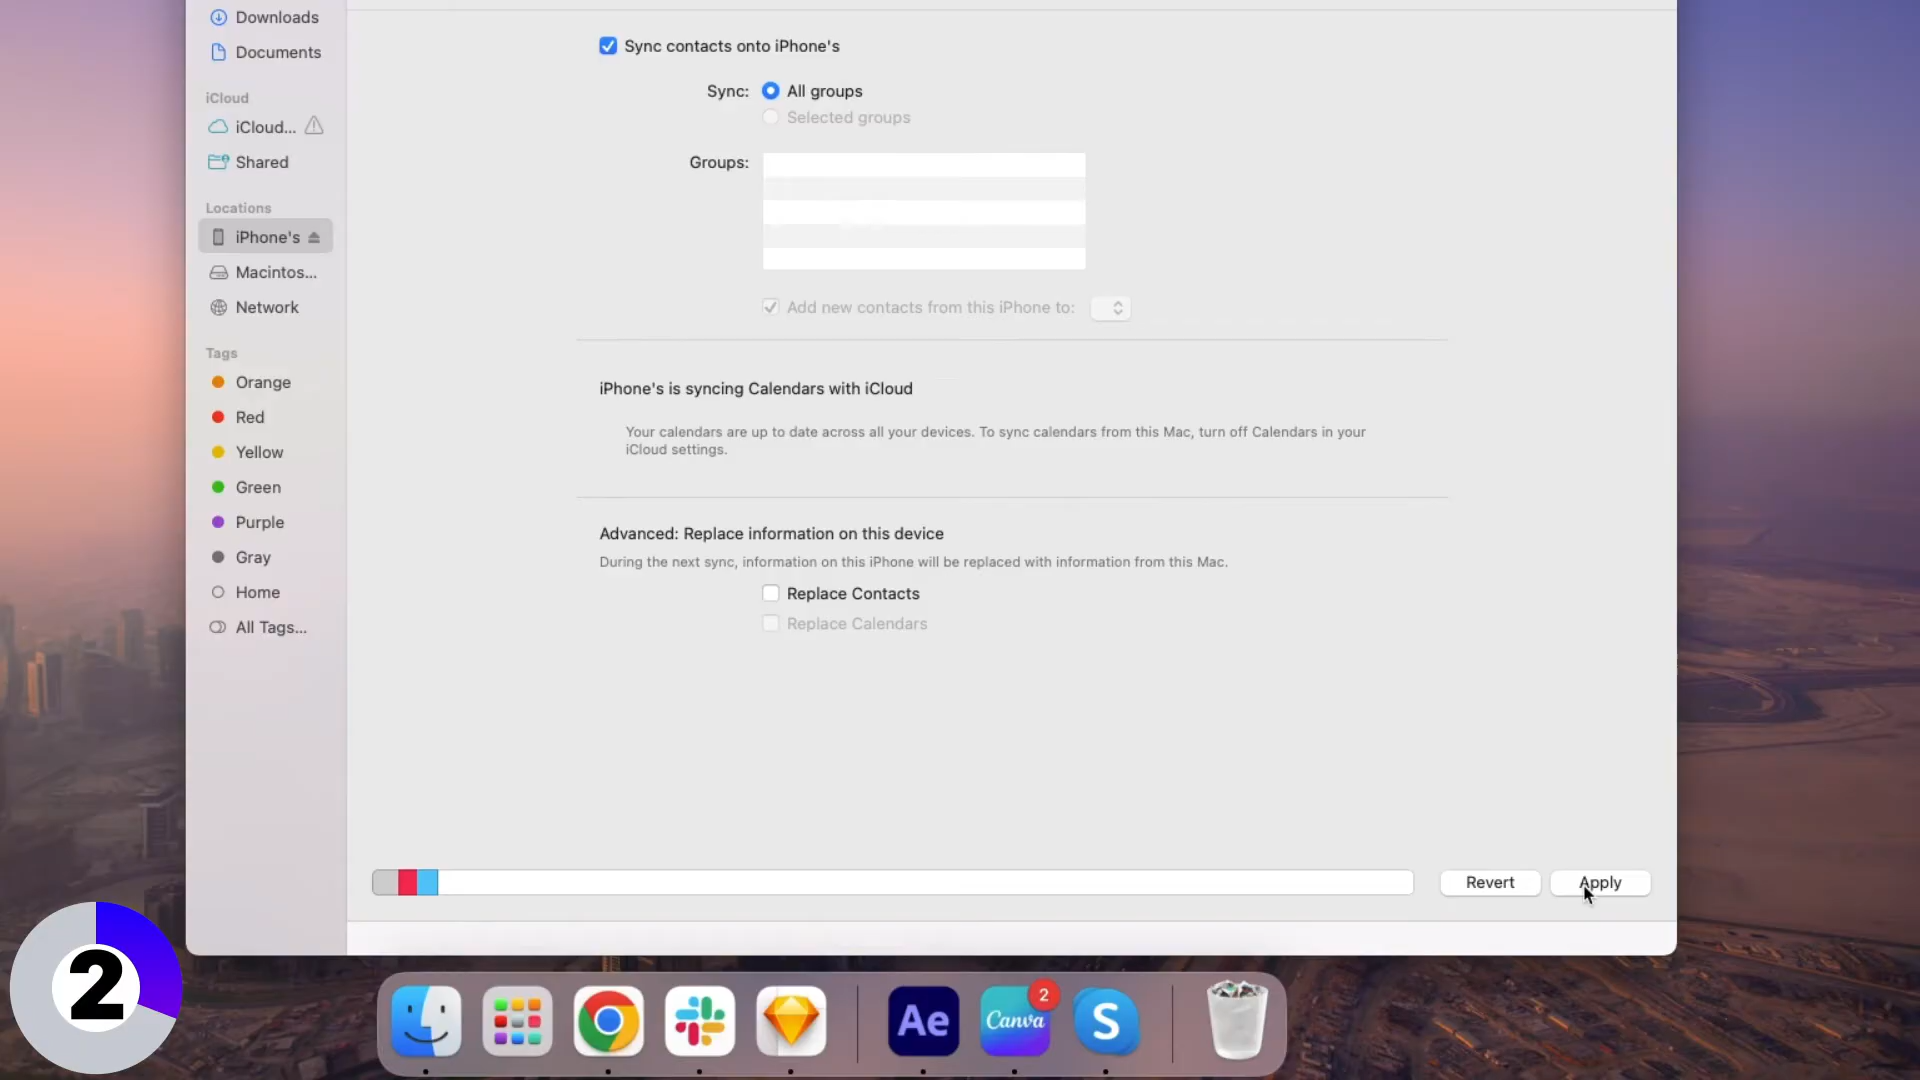 Downloads
Documents
iCloud
iCloud...
Shared
Locations
iPhone's
Macintos...
Network
Tags
Orange
Red
Yellow
Green
Purple
Gray
Home
All Tags...
Sync contacts onto iPhone's
Sync: All groups
Selected groups
Groups:
Add new contacts from this iPhone to:
iPhone's is syncing Calendars with iCloud
Your calendars are up to date across all your devices. To sync calendars from this Mac, turn off Calendars in your
iCloud settings.
Advanced: Replace information on this device
During the next sync, information on this iPhone will be replaced with information from this Mac.
Replace Contacts
Replace Calendars
Revert Apply
2
Ae
Canva
2
S